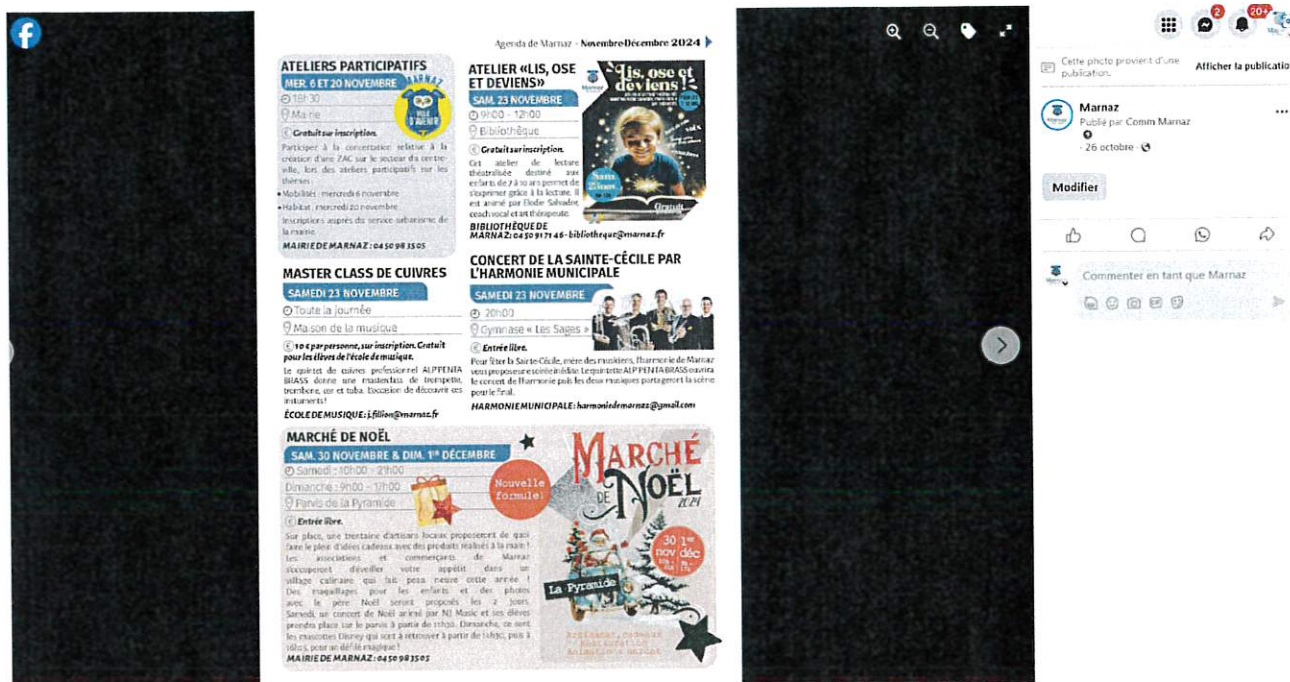 Agenda de Marnaz - Novembre-Décembre 2024
ATELIERS PARTICIPATIFS
MER. 6 ET 20 NOVEMBRE
18h30
Mairie
Gratuit sur inscription.
Participez à la concertation relative à la
création d'une ZAC sur le secteur du centre-
ville, lors des ateliers participatifs sur les
thèmes :
• Mobilités : mercredi 6 novembre
• Habitat : mercredi 20 novembre
Inscriptions auprès du service urbanisme de
la mairie.
MAIRIE DE MARNAZ : 04 50 98 35 05
MARNAZ
VILLE
D'AVENIR
ATELIER «LIS, OSE
ET DEVIENS»
SAM. 23 NOVEMBRE
9h00 - 12h00
Bibliothèque
Gratuit sur inscription.
Cet atelier de lecture
théatralisée destiné aux
enfants de 7 à 10 ans permet de
s'exprimer grâce à la lecture. Il
est animé par Elodie Salvador,
coach vocal et art thérapeute.
BIBLIOTHÈQUE DE
MARNAZ : 04 50 91 71 46 - bibliotheque@marnaz.fr
Marnaz
Lis, ose et
deviens !
Gratuit
MASTER CLASS DE CUIVRES
SAMEDI 23 NOVEMBRE
Toute la journée
Maison de la musique
10 € par personne, sur inscription. Gratuit
pour les élèves de l'école de musique.
Le quintet de cuivres professionnel ALP'PENTA
BRASS donne une masterclass de trompette,
trombone, cor et tuba. L'occasion de découvrir ces
instuments !
ÉCOLE DE MUSIQUE : j.fillion@marnaz.fr
CONCERT DE LA SAINTE-CÉCILE PAR
L'HARMONIE MUNICIPALE
SAMEDI 23 NOVEMBRE
20h00
Gymnase « Les Sages »
Entrée libre.
Pour fêter la Sainte-Cécile, mère des musiciens, l'harmonie de Marnaz
vous propose une soirée inédite. Le quintette ALP'PENTA BRASS ouvrira
le concert de l'harmonie puis les deux musiques partageront la scène
pour le final.
HARMONIE MUNICIPALE : harmoniedemarnaz@gmail.com
MARCHÉ DE NOËL
SAM. 30 NOVEMBRE & DIM. 1ER DÉCEMBRE
Samedi : 10h00 - 21h00
Dimanche : 9h00 - 17h00
Parvis de la Pyramide
Entrée libre.
Nouvelle
formule!
Sur place, une trentaine d'artisans locaux proposeront de quoi
faire le plein d'idées cadeaux avec des produits réalisés à la main !
Les associations et commerçants de Marnaz
s'occuperont d'éveiller votre appétit dans un
village culinaire qui fait peau neuve cette année !
Des maquillages pour les enfants et des photos
avec le père Noël seront proposés les 2 jours.
Samedi, un concert de Noël animé par NJ Music et ses élèves
prendra place sur le parvis à partir de 11h30. Dimanche, ce sont
les mascottes Disney qui sont à retrouver à partir de 11h30, puis à
16h15, pour un défilé magique !
MAIRIE DE MARNAZ : 04 50 98 35 05
MARCHÉ
DE NOËL
2024
30 nov
1er déc
La Pyramide
Artisanat, cadeaux
Restauration
2
20+
Cette photo provient d'une
publication.
Afficher la publicatio
Marnaz
Publié par Comm Marnaz
· 26 octobre ·
Modifier
Commenter en tant que Marnaz